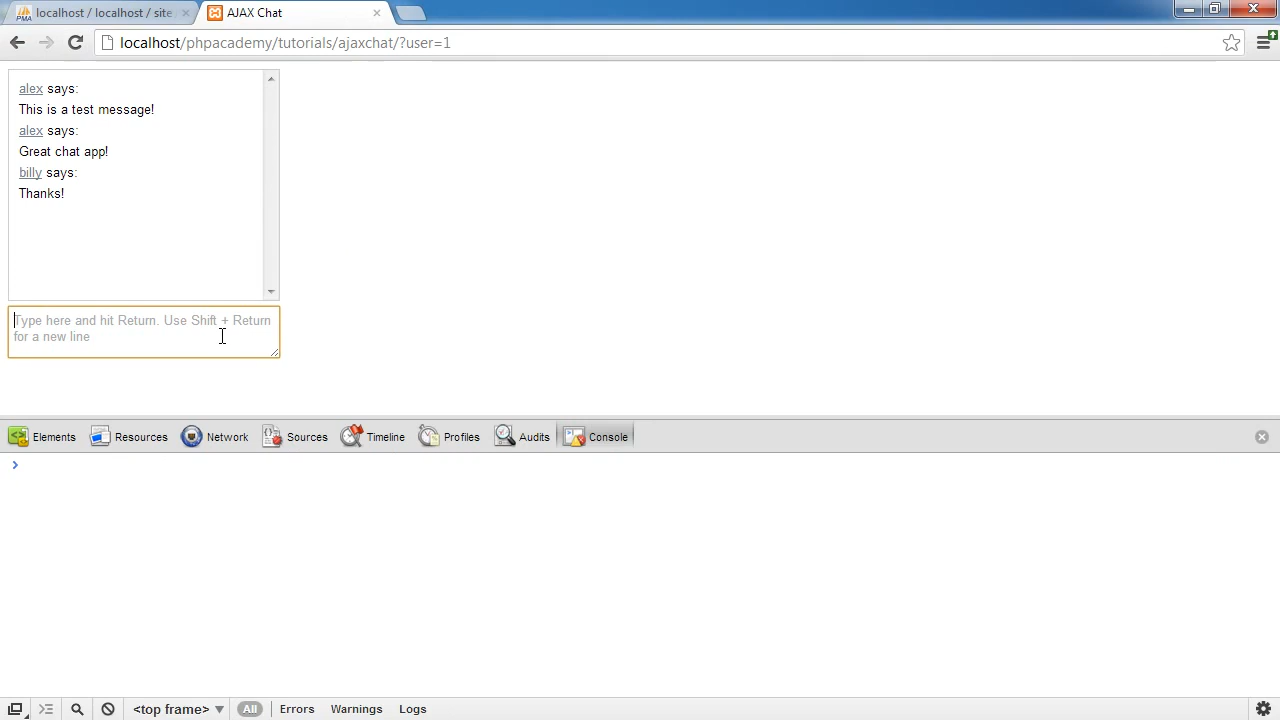 localhost / localhost / site
AJAX Chat
localhost/phpacademy/tutorials/ajaxchat/?user=1
alex says:
This is a test message!
alex says:
Great chat app!
billy says:
Thanks!
Type here and hit Return. Use Shift + Return
for a new line
Elements Resources Network Sources Timeline Profiles Audits Console
<top frame> All Errors Warnings Logs